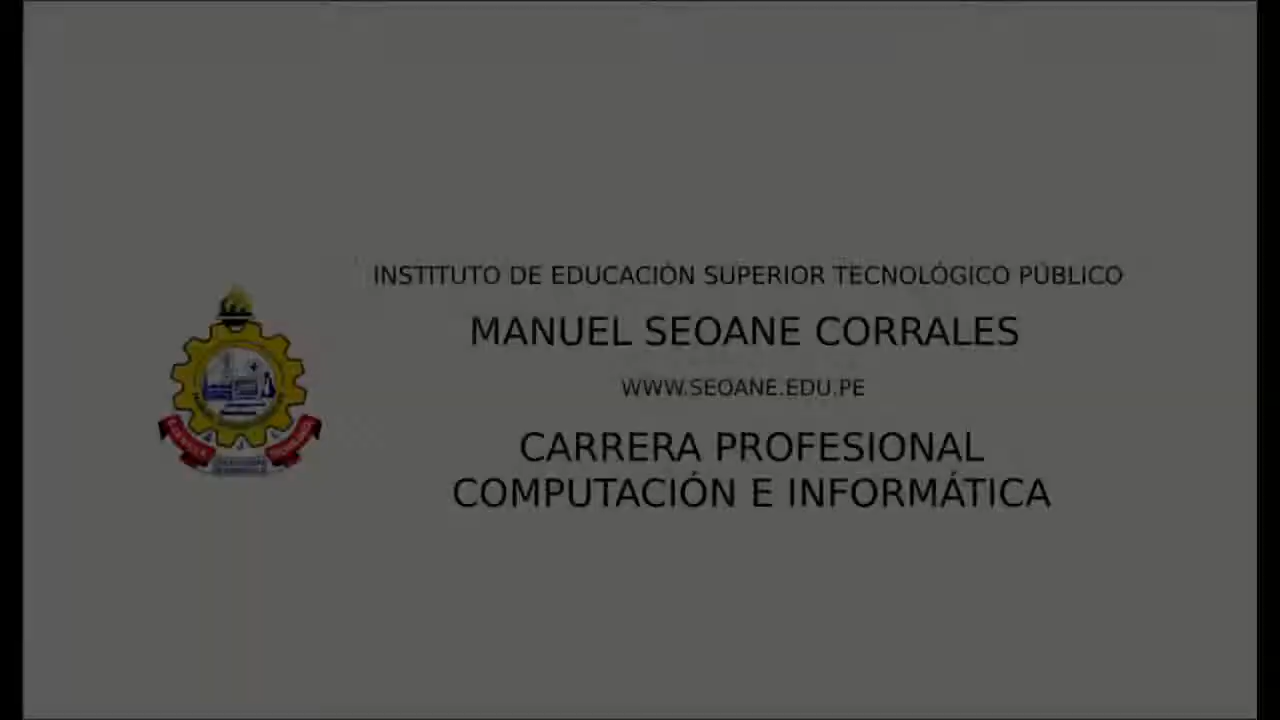 INSTITUTO DE EDUCACIÓN SUPERIOR TECNOLÓGICO PÚBLICO
MANUEL SEOANE CORRALES
WWW.SEOANE.EDU.PE
CARRERA PROFESIONAL
COMPUTACIÓN E INFORMÁTICA